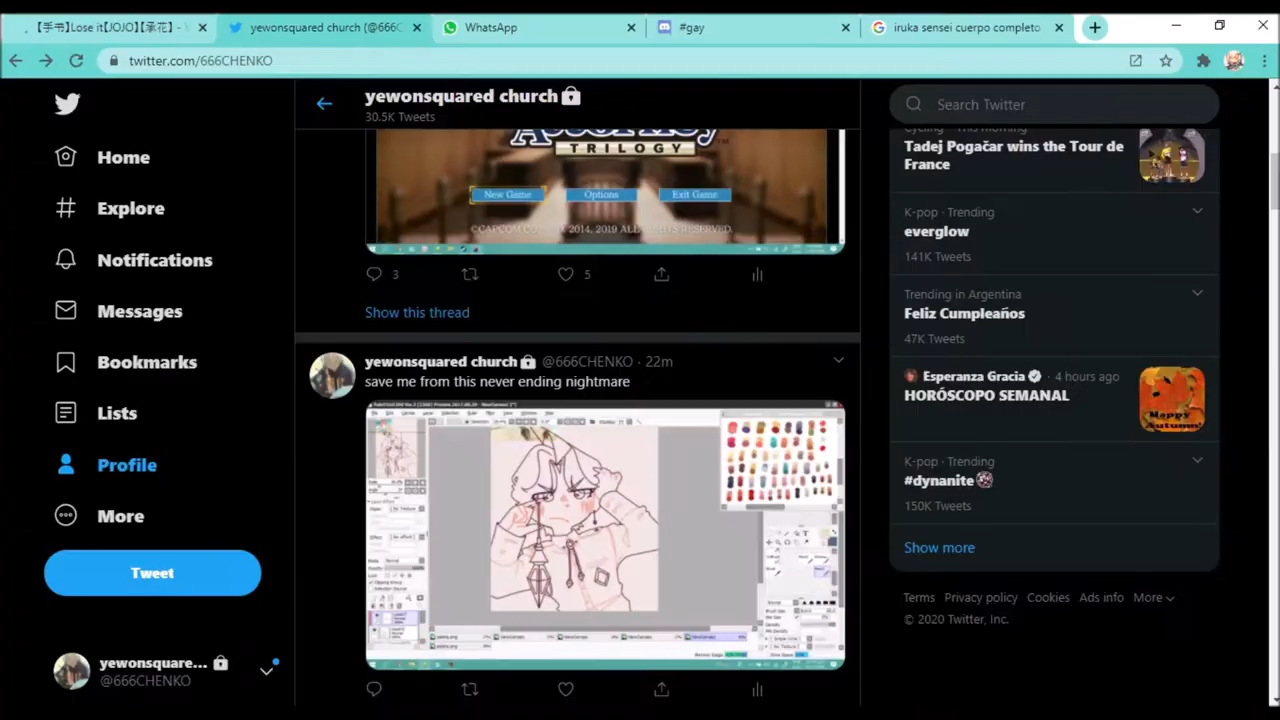 【手书】Lose it【JOJO】【承花】 -
yewonsquared church (@666C
WhatsApp
#gay
iruka sensei cuerpo completo
twitter.com/666CHENKO
yewonsquared church
30.5K Tweets
Search Twitter
Home
Explore
Notifications
Messages
Bookmarks
Lists
Profile
More
Tweet
yewonsquare...
@666CHENKO
TRILOGY
New Game
Options
Exit Game
3
5
Show this thread
yewonsquared church @666CHENKO · 22m
save me from this never ending nightmare
Cycling · This morning
Tadej Pogačar wins the Tour de
France
K-pop · Trending
everglow
141K Tweets
Trending in Argentina
Feliz Cumpleaños
47K Tweets
Esperanza Gracia · 4 hours ago
HORÓSCOPO SEMANAL
Happy
Autumn!
K-pop · Trending
#dynanite
150K Tweets
Show more
Terms Privacy policy Cookies Ads info More
© 2020 Twitter, Inc.